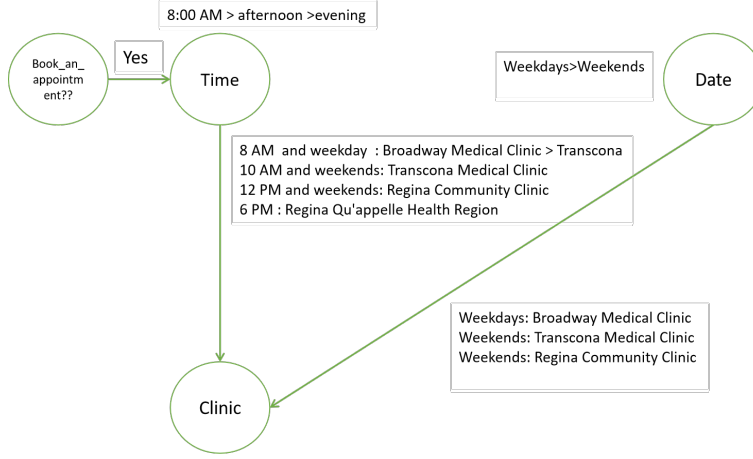 8:00 AM > afternoon >evening
Book_an_
appointm
ent??
Yes
Time
Weekdays>Weekends
Date
8 AM  and weekday  : Broadway Medical Clinic > Transcona
10 AM and weekends: Transcona Medical Clinic
12 PM and weekends: Regina Community Clinic
6 PM : Regina Qu'appelle Health Region
Weekdays: Broadway Medical Clinic
Weekends: Transcona Medical Clinic
Weekends: Regina Community Clinic
Clinic